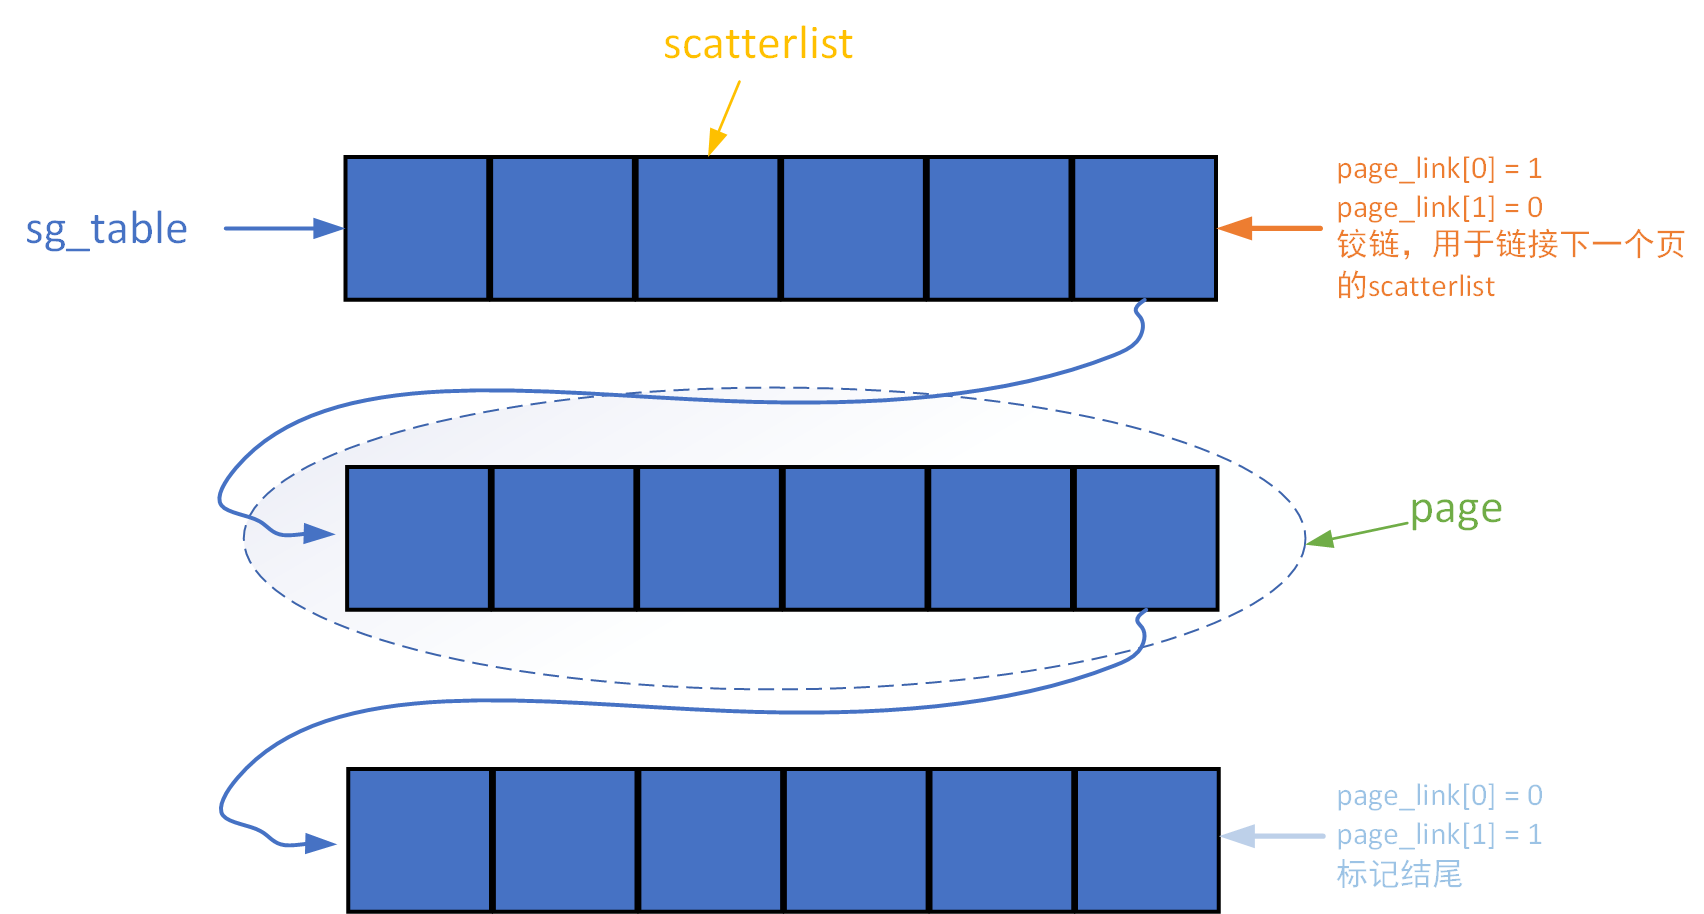 scatterlist
sg_table
page_link[0] = 1
page_link[1] = 0
铰链，用于链接下一个页
的scatterlist
page
page_link[0] = 0
page_link[1] = 1
标记结尾